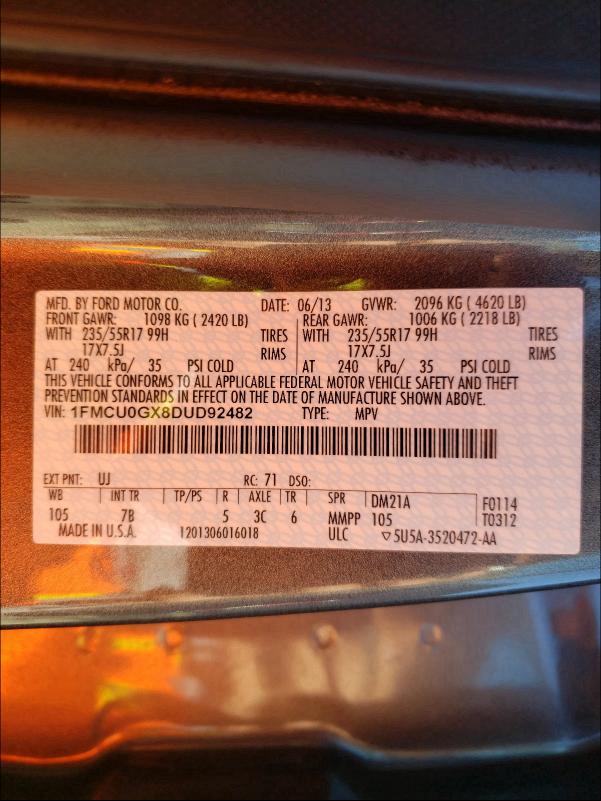 MFD. BY FORD MOTOR CO. DATE: 06/13 GVWR: 2096 KG ( 4620 LB)
FRONT GAWR: 1098 KG ( 2420 LB) REAR GAWR: 1006 KG ( 2218 LB)
WITH 235/55R17 99H TIRES WITH 235/55R17 99H TIRES
17X7.5J RIMS 17X7.5J RIMS
AT 240 kPa/ 35 PSI COLD AT 240 kPa/ 35 PSI COLD
THIS VEHICLE CONFORMS TO ALL APPLICABLE FEDERAL MOTOR VEHICLE SAFETY AND THEFT
PREVENTION STANDARDS IN EFFECT ON THE DATE OF MANUFACTURE SHOWN ABOVE.
VIN: 1FMCU0GX8DUD92482 TYPE: MPV
EXT PNT: UJ RC: 71 DSO:
WB INT TR TP/PS R AXLE TR SPR DM21A F0114
105 7B 5 3C 6 MMPP 105 T0312
MADE IN U.S.A. 1201306016018 ULC ▽5U5A-3520472-AA